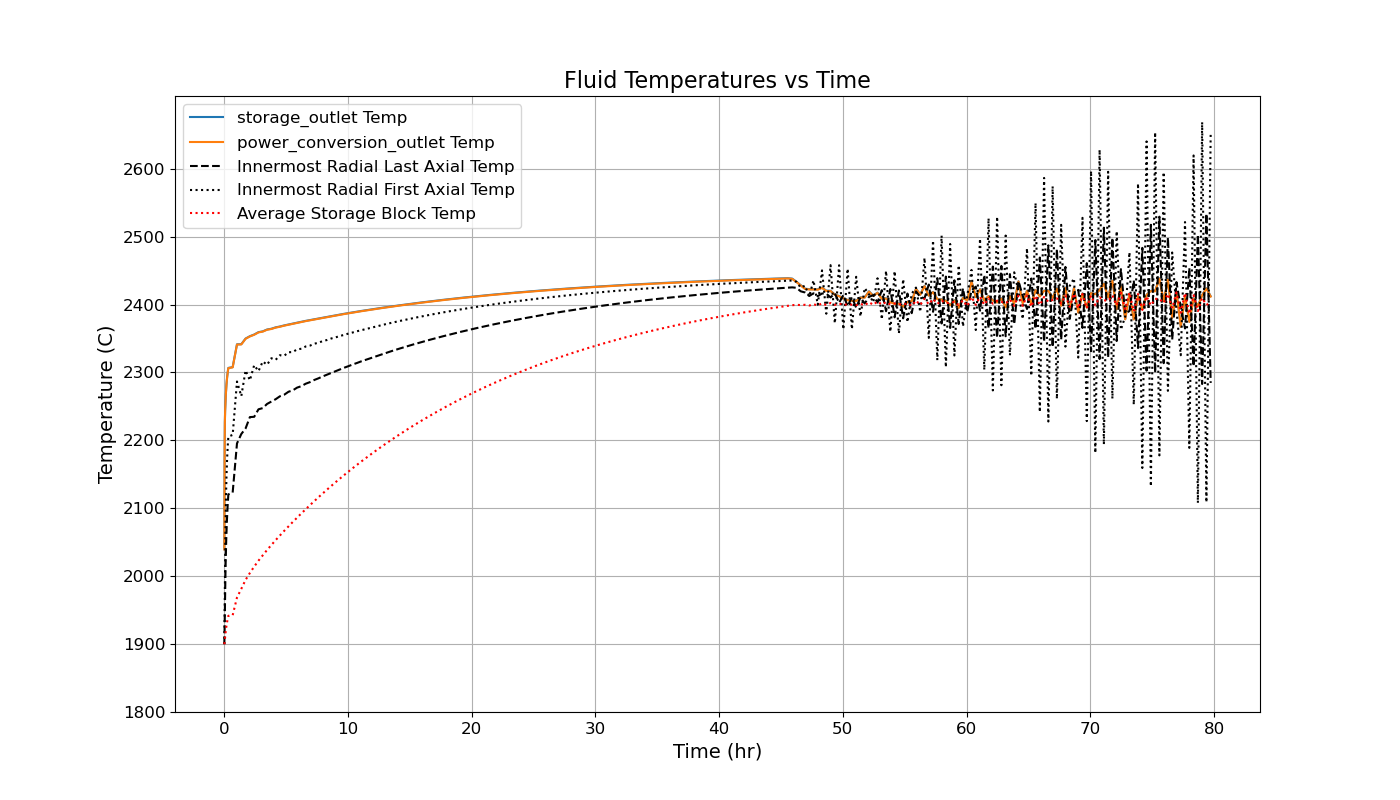 Fluid Temperatures vs Time
storage_outlet Temp
power_conversion_outlet Temp
Innermost Radial Last Axial Temp
Innermost Radial First Axial Temp
Average Storage Block Temp
Temperature (C)
2600
2500
2400
2300
2200
2100
2000
1900
1800
0 10 20 30 40 50 60 70 80
Time (hr)